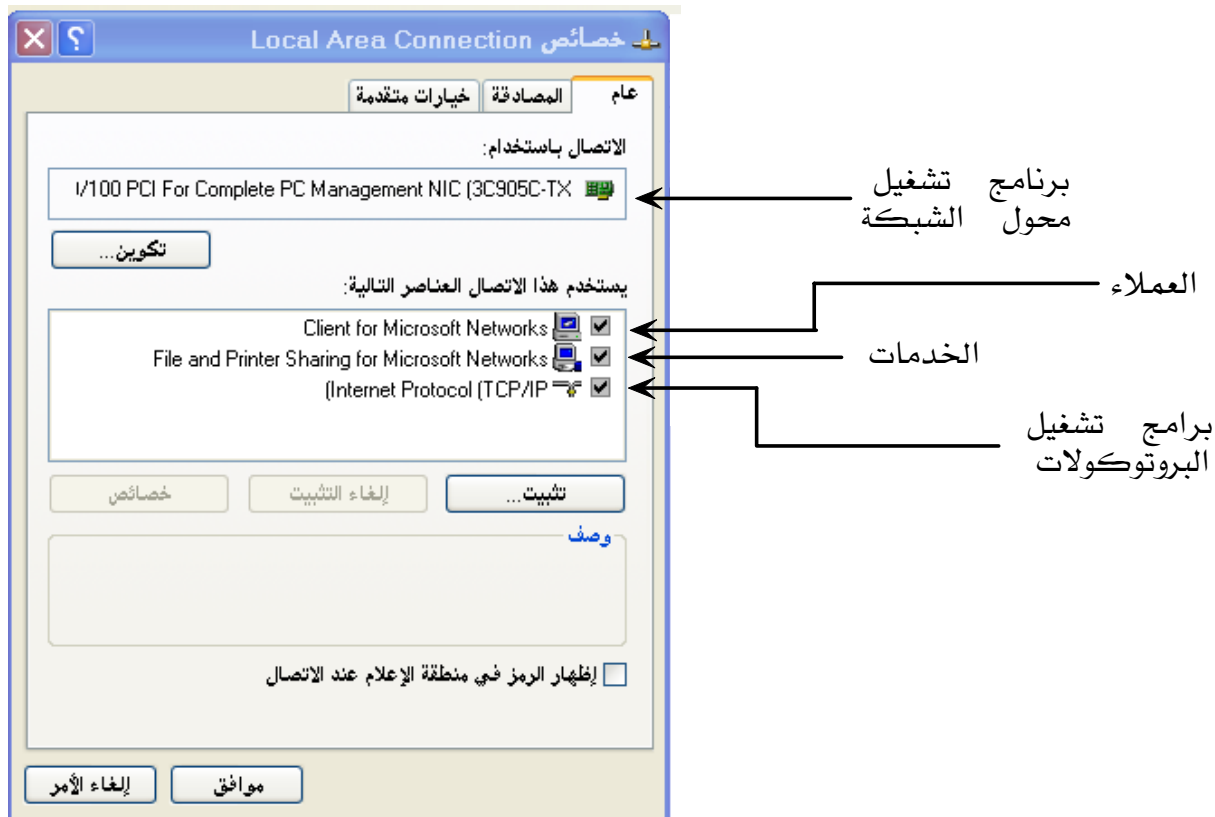 خصائص Local Area Connection
عام
المصادقة
خيارات متقدمة
الاتصال باستخدام:
I/100 PCI For Complete PC Management NIC (3C905C-TX
تكوين...
يستخدم هذا الاتصال العناصر التالية:
Client for Microsoft Networks
File and Printer Sharing for Microsoft Networks
(Internet Protocol (TCP/IP
تثبيت...
إلغاء التثبيت
خصائص
وصف
إظهار الرمز في منطقة الإعلام عند الاتصال
موافق
إلغاء الأمر
برنامج تشغيل
محول الشبكة
العملاء
الخدمات
برامج تشغيل
البروتوكولات